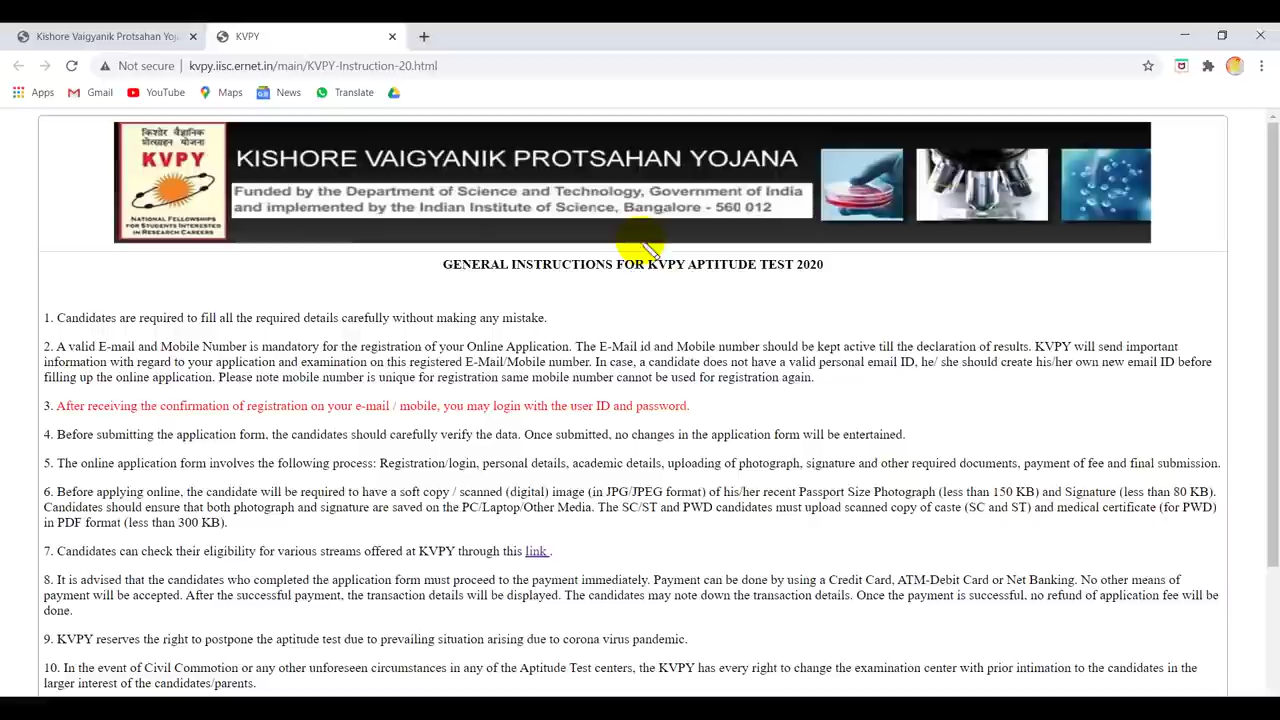 Kishore Vaigyanik Protsahan Yoj
KVPY
Not secure
kvpy.iisc.ernet.in/main/KVPY-Instruction-20.html
Apps Gmail YouTube Maps News Translate
किशोर वैज्ञानिक
प्रोत्साहन योजना
KVPY
NATIONAL FELLOWSHIPS
FOR STUDENTS INTERESTED
IN RESEARCH CAREERS
KISHORE VAIGYANIK PROTSAHAN YOJANA
Funded by the Department of Science and Technology, Government of India
and implemented by the Indian Institute of Science, Bangalore - 560 012
GENERAL INSTRUCTIONS FOR KVPY APTITUDE TEST 2020
1. Candidates are required to fill all the required details carefully without making any mistake.
2. A valid E-mail and Mobile Number is mandatory for the registration of your Online Application. The E-Mail id and Mobile number should be kept active till the declaration of results. KVPY will send important
information with regard to your application and examination on this registered E-Mail/Mobile number. In case, a candidate does not have a valid personal email ID, he/ she should create his/her own new email ID before
filling up the online application. Please note mobile number is unique for registration same mobile number cannot be used for registration again.
3. After receiving the confirmation of registration on your e-mail / mobile, you may login with the user ID and password.
4. Before submitting the application form, the candidates should carefully verify the data. Once submitted, no changes in the application form will be entertained.
5. The online application form involves the following process: Registration/login, personal details, academic details, uploading of photograph, signature and other required documents, payment of fee and final submission.
6. Before applying online, the candidate will be required to have a soft copy / scanned (digital) image (in JPG/JPEG format) of his/her recent Passport Size Photograph (less than 150 KB) and Signature (less than 80 KB).
Candidates should ensure that both photograph and signature are saved on the PC/Laptop/Other Media. The SC/ST and PWD candidates must upload scanned copy of caste (SC and ST) and medical certificate (for PWD)
in PDF format (less than 300 KB).
7. Candidates can check their eligibility for various streams offered at KVPY through this link .
8. It is advised that the candidates who completed the application form must proceed to the payment immediately. Payment can be done by using a Credit Card, ATM-Debit Card or Net Banking. No other means of
payment will be accepted. After the successful payment, the transaction details will be displayed. The candidates may note down the transaction details. Once the payment is successful, no refund of application fee will be
done.
9. KVPY reserves the right to postpone the aptitude test due to prevailing situation arising due to corona virus pandemic.
10. In the event of Civil Commotion or any other unforeseen circumstances in any of the Aptitude Test centers, the KVPY has every right to change the examination center with prior intimation to the candidates in the
larger interest of the candidates/parents.